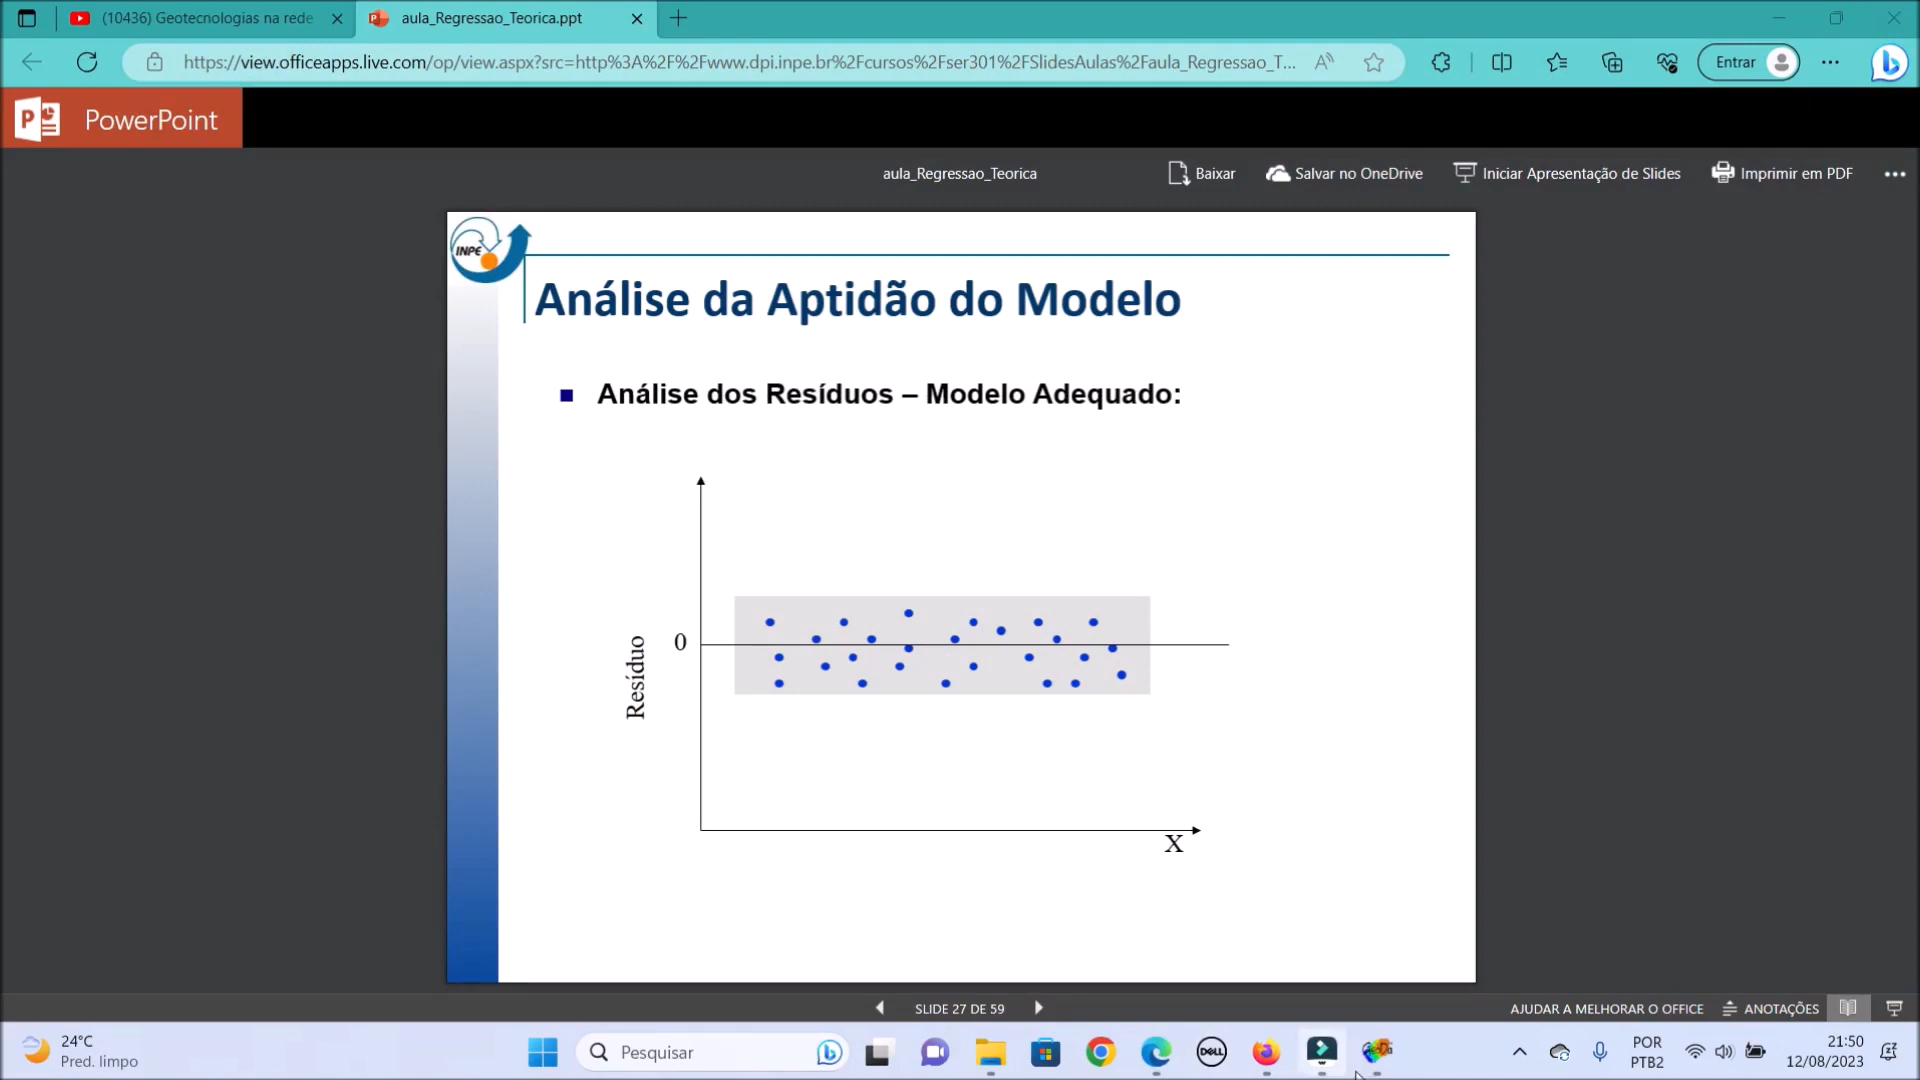 (10436) Geotecnologias na rede
aula_Regressao_Teorica.ppt
https://view.officeapps.live.com/op/view.aspx?src=http%3A%2F%2Fwww.dpi.inpe.br%2Fcursos%2Fser301%2FSlidesAulas%2Faula_Regressao_T...
Entrar
PowerPoint
aula_Regressao_Teorica
Baixar
Salvar no OneDrive
Iniciar Apresentação de Slides
Imprimir em PDF
INPE
Análise da Aptidão do Modelo
Análise dos Resíduos – Modelo Adequado:
0
Resíduo
X
SLIDE 27 DE 59
AJUDAR A MELHORAR O OFFICE
ANOTAÇÕES
24°C
Pred. limpo
Pesquisar
DELL
POR
PTB2
21:50
12/08/2023